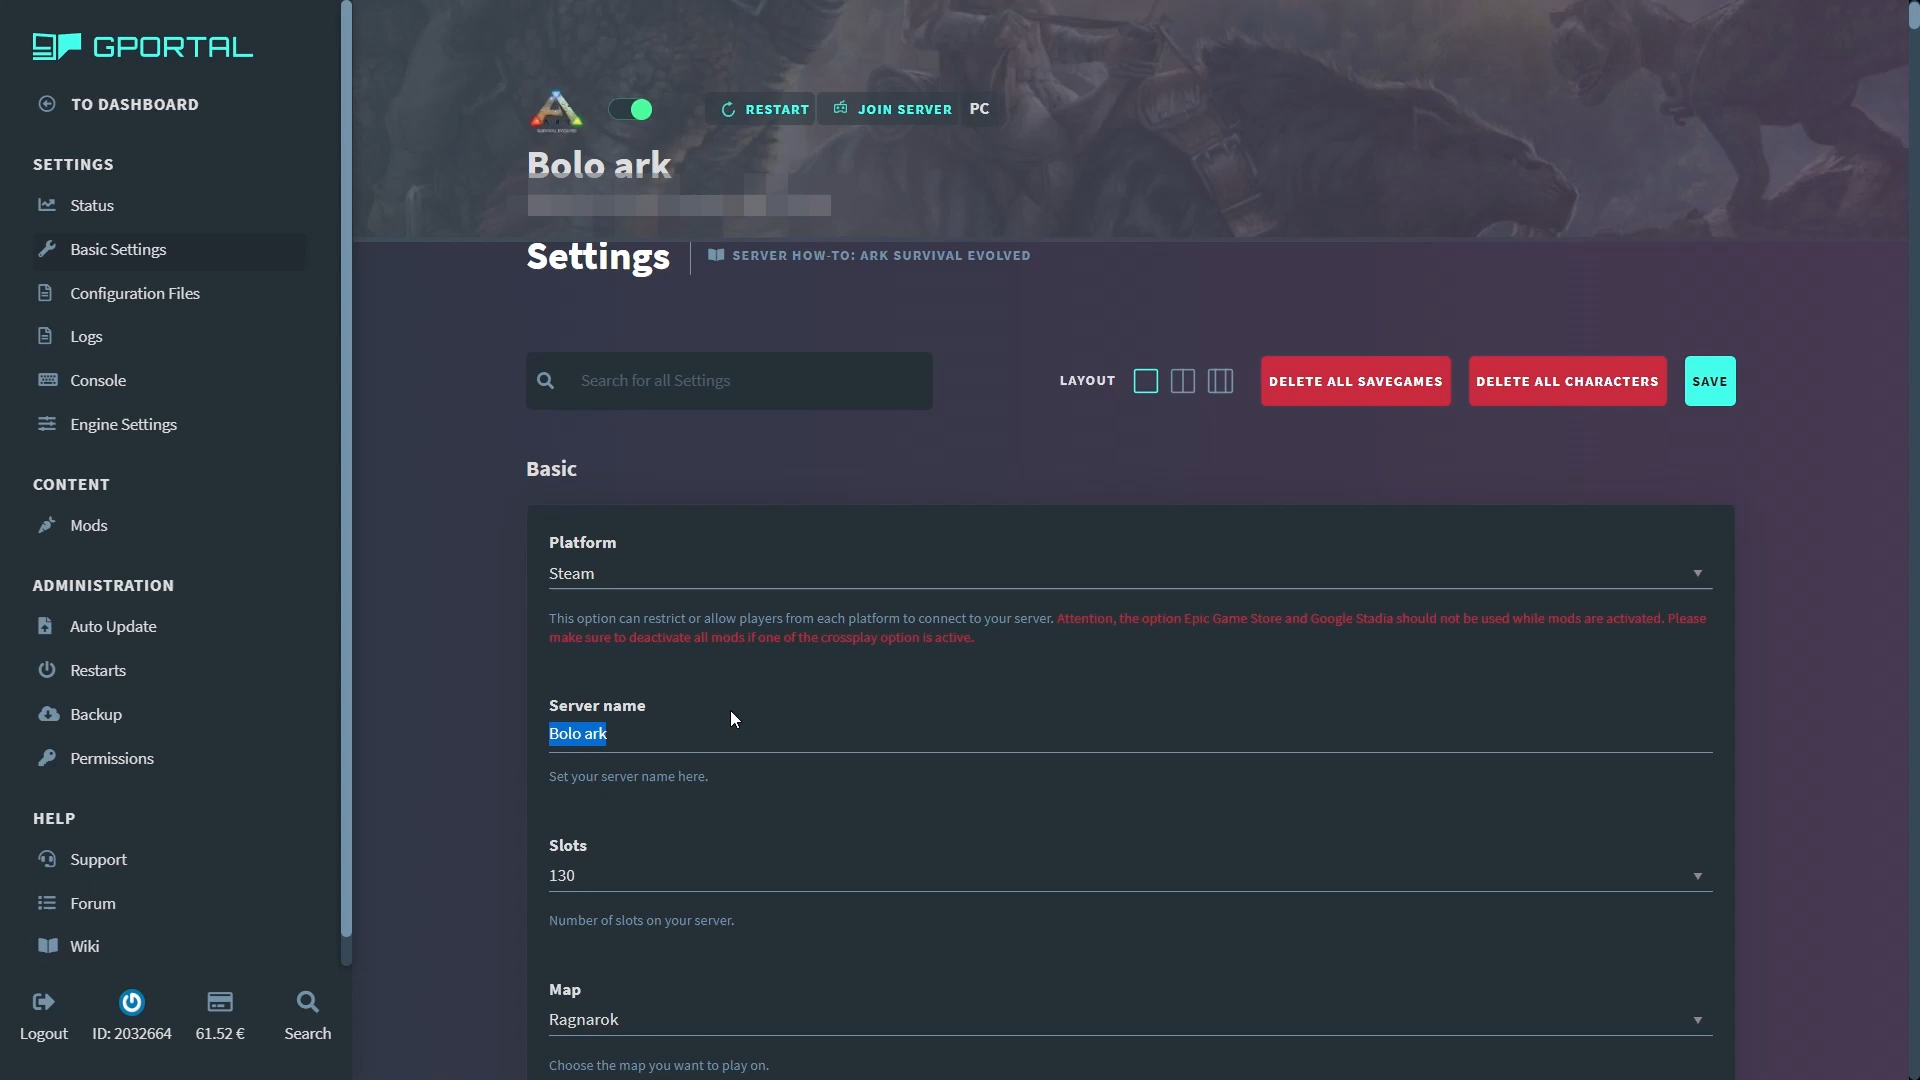 GPORTAL
TO DASHBOARD
SETTINGS
Status
Basic Settings
Configuration Files
Logs
Console
Engine Settings
CONTENT
Mods
ADMINISTRATION
Auto Update
Restarts
Backup
Permissions
HELP
Support
Forum
Wiki
Logout
ID: 2032664
61.52 €
Search
RESTART
JOIN SERVER
PC
Bolo ark
Settings
SERVER HOW-TO: ARK SURVIVAL EVOLVED
Search for all Settings
LAYOUT
DELETE ALL SAVEGAMES
DELETE ALL CHARACTERS
SAVE
Basic
Platform
Steam
This option can restrict or allow players from each platform to connect to your server. Attention, the option Epic Game Store and Google Stadia should not be used while mods are activated. Please
make sure to deactivate all mods if one of the crossplay option is active.
Server name
Bolo ark
Set your server name here.
Slots
130
Number of slots on your server.
Map
Ragnarok
Choose the map you want to play on.